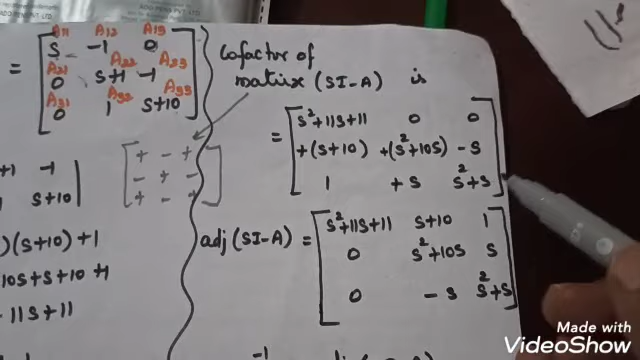 A11 A12 A13
= [ S -1 0
A21 A22 A23
0 S+1 -1
A31 A32 A33
0 1 S+10 ]
+1 -1
1 S+10 |
)(S+10)+1
10S+S+10+1
11S+11
[ + - +
- + -
+ - + ]
Cofactor of
matrix (SI-A) is
= [ S²+11S+11 0 0
+(S+10) +(S²+10S) -S
1 +S S²+S ]
adj (SI-A) = [ S²+11S+11 S+10 1
0 S²+10S S
0 -S S²+S ]
-1
Made with
VideoShow